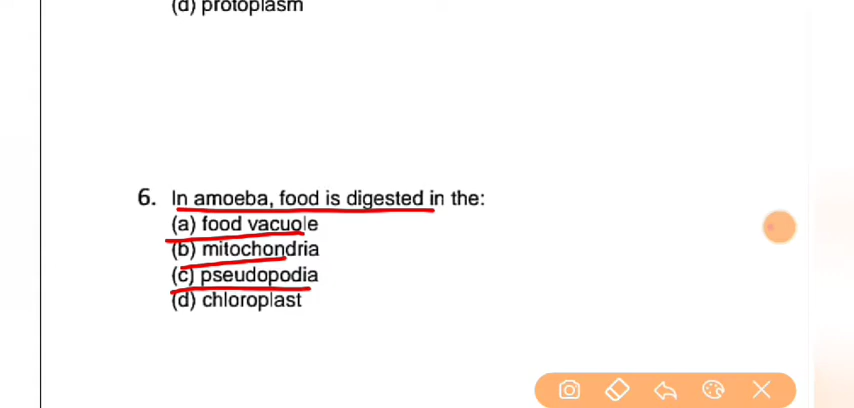 (d) protoplasm
6. In amoeba, food is digested in the:
(a) food vacuole
(b) mitochondria
(c) pseudopodia
(d) chloroplast